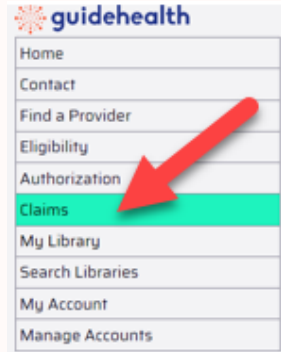 guidehealth
Home
Contact
Find a Provider
Eligibility
Authorization
Claims
My Library
Search Libraries
My Account
Manage Accounts